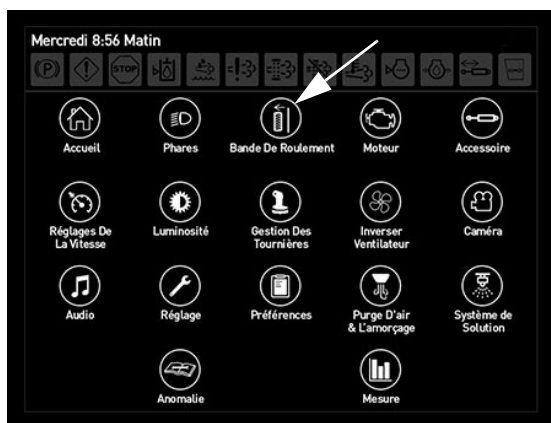 Mercredi 8:56 Matin
(P) STOP
Accueil Phares Bande De Roulement Moteur Accessoire
Réglages De La Vitesse
Luminosité
Gestion Des Tournières
Inverser Ventilateur
Caméra
Audio Réglage Préférences
Purge D'air & L'amorçage
Système de Solution
Anomalie Mesure